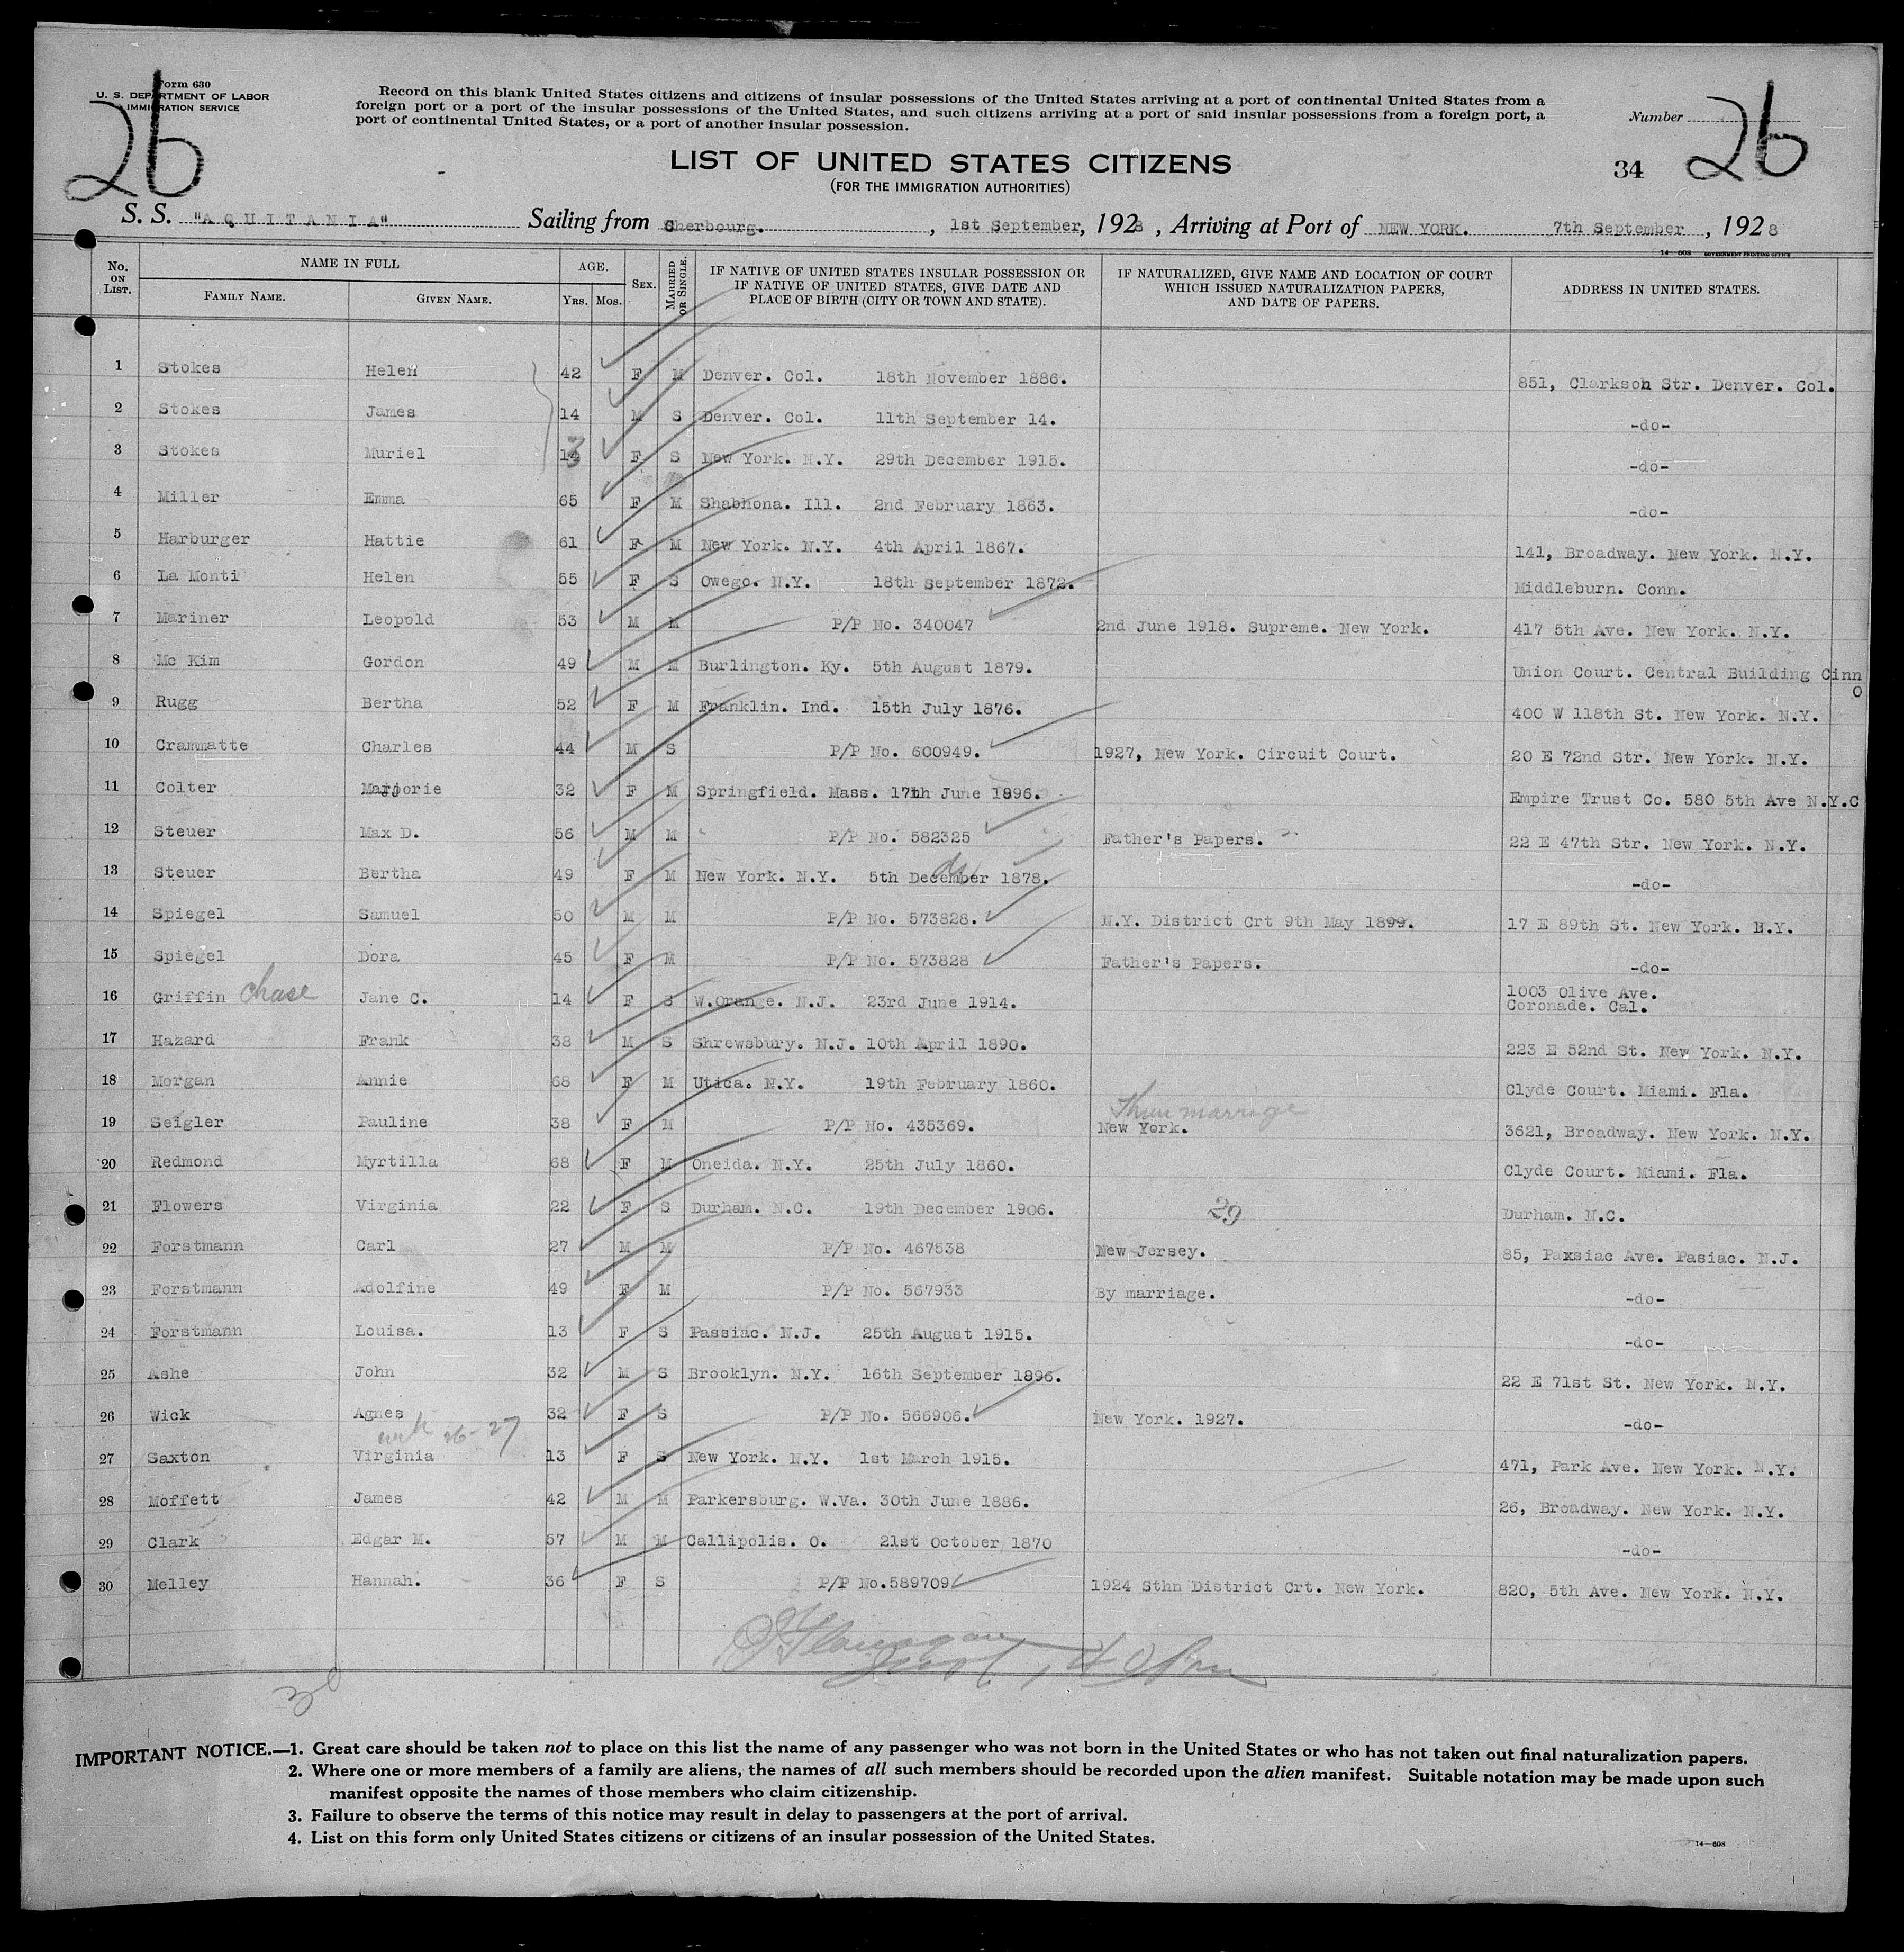 26
Form 630
U. S. DEPARTMENT OF LABOR
IMMIGRATION SERVICE
Record on this blank United States citizens and citizens of insular possessions of the United States arriving at a port of continental United States from a
foreign port or a port of the insular possessions of the United States, and such citizens arriving at a port of said insular possessions from a foreign port, a
port of continental United States, or a port of another insular possession.
Number
26
LIST OF UNITED STATES CITIZENS
34
(FOR THE IMMIGRATION AUTHORITIES)
S. S. "AQUITANIA" Sailing from Cherbourg. , 1st September, 1928 , Arriving at Port of NEW YORK. 7th September , 1928
14—608 GOVERNMENT PRINTING OFFICE
No. ON LIST. NAME IN FULL AGE. SEX. MARRIED OR SINGLE. IF NATIVE OF UNITED STATES INSULAR POSSESSION OR IF NATIVE OF UNITED STATES, GIVE DATE AND PLACE OF BIRTH (CITY OR TOWN AND STATE). IF NATURALIZED, GIVE NAME AND LOCATION OF COURT WHICH ISSUED NATURALIZATION PAPERS, AND DATE OF PAPERS. ADDRESS IN UNITED STATES.
FAMILY NAME. GIVEN NAME. YRS. MOS.
1 Stokes Helen 42 F M Denver. Col. 18th November 1886. 851, Clarkson Str. Denver. Col.
2 Stokes James 14 M S Denver. Col. 11th September 14. -do-
3 Stokes Muriel 13 F S New York. N.Y. 29th December 1915. -do-
4 Miller Emma 65 F M Shabhona. Ill. 2nd February 1863. -do-
5 Harburger Hattie 61 F M New York. N.Y. 4th April 1867. 141, Broadway. New York. N.Y.
6 La Monti Helen 55 F S Owego. N.Y. 18th September 1872. Middleburn. Conn.
7 Mariner Leopold 53 M M P/P No. 340047 2nd June 1918. Supreme. New York. 417 5th Ave. New York. N.Y.
8 Mc Kim Gordon 49 M M Burlington. Ky. 5th August 1879. Union Court. Central Building Cinn
O
9 Rugg Bertha 52 F M Franklin. Ind. 15th July 1876. 400 W 118th St. New York. N.Y.
10 Crammatte Charles 44 M S P/P No. 600949. 1927, New York. Circuit Court. 20 E 72nd Str. New York. N.Y.
11 Colter Marjorie 32 F M Springfield. Mass. 17th June 1896. Empire Trust Co. 580 5th Ave N.Y.C
12 Steuer Max D. 56 M M P/P No. 582325 Father's Papers. 22 E 47th Str. New York. N.Y.
13 Steuer Bertha 49 F M New York. N.Y. 5th December 1878. -do-
14 Spiegel Samuel 50 M M P/P No. 573828. N.Y. District Crt 9th May 1899. 17 E 89th St. New York. N.Y.
15 Spiegel Dora 45 F M P/P No. 573828 Father's Papers. -do-
16 Griffin Chase Jane C. 14 F S W.Orange. N.J. 23rd June 1914. 1003 Olive Ave.
Coronade. Cal.
17 Hazard Frank 38 M S Shrewsbury. N.J. 10th April 1890. 223 E 52nd St. New York. N.Y.
18 Morgan Annie 68 F M Utica. N.Y. 19th February 1860. Clyde Court. Miami. Fla.
marriage
19 Seigler Pauline 38 F M P/P No. 435369. New York. 3621, Broadway. New York. N.Y.
20 Redmond Myrtilla 68 F M Oneida. N.Y. 25th July 1860. Clyde Court. Miami. Fla.
21 Flowers Virginia 22 F S Durham. N.C. 19th December 1906. 29 Durham. N.C.
22 Forstmann Carl 27 M M P/P No. 467538 New Jersey. 85, Paxsiac Ave. Pasiac. N.J.
23 Forstmann Adolfine 49 F M P/P No. 567933 By marriage. -do-
24 Forstmann Louisa. 13 F S Passiac. N.J. 25th August 1915. -do-
25 Ashe John 32 M S Brooklyn. N.Y. 16th September 1896. 22 E 71st St. New York. N.Y.
26 Wick Agnes 32 F S P/P No. 566906. New York. 1927. -do-
with 26-27
27 Saxton Virginia 13 F S New York. N.Y. 1st March 1915. 471, Park Ave. New York. N.Y.
28 Moffett James 42 M M Parkersburg. W.Va. 30th June 1886. 26, Broadway. New York. N.Y.
29 Clark Edgar M. 57 M M Callipolis. O. 21st October 1870 -do-
30 Melley Hannah. 36 F S P/P No.589709 1924 Sthn District Crt. New York. 820, 5th Ave. New York. N.Y.
IMPORTANT NOTICE.—1. Great care should be taken not to place on this list the name of any passenger who was not born in the United States or who has not taken out final naturalization papers.
2. Where one or more members of a family are aliens, the names of all such members should be recorded upon the alien manifest. Suitable notation may be made upon such
manifest opposite the names of those members who claim citizenship.
3. Failure to observe the terms of this notice may result in delay to passengers at the port of arrival.
4. List on this form only United States citizens or citizens of an insular possession of the United States.
14—608